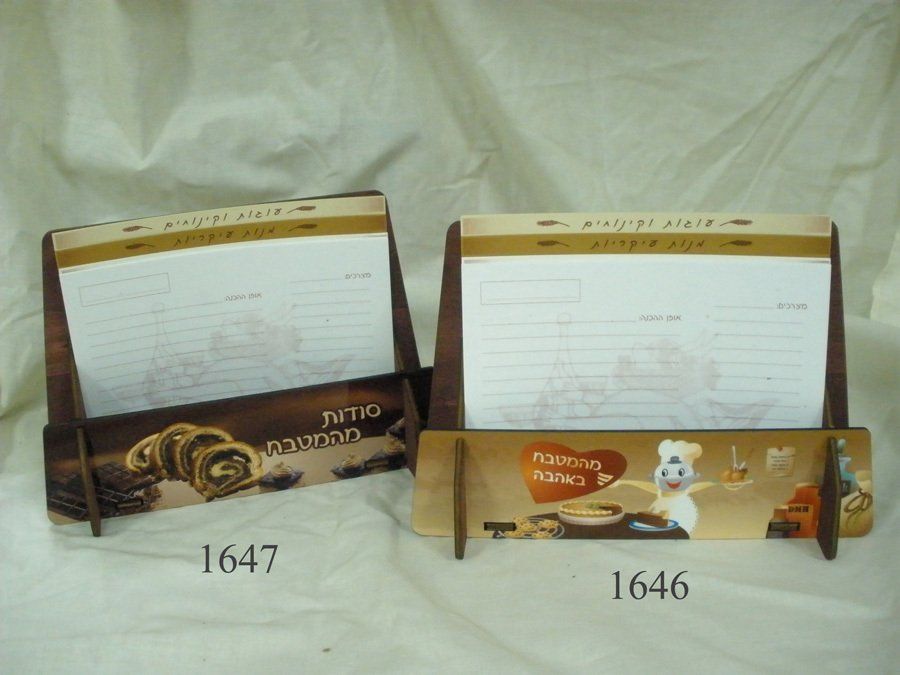 עוגות וקינוחים
מנות עיקריות
מצרכים:
אופן ההכנה:
סודות
מהמטבח
1647
עוגות וקינוחים
מנות עיקריות
מצרכים:
אופן ההכנה:
מהמטבח
באהבה
1646